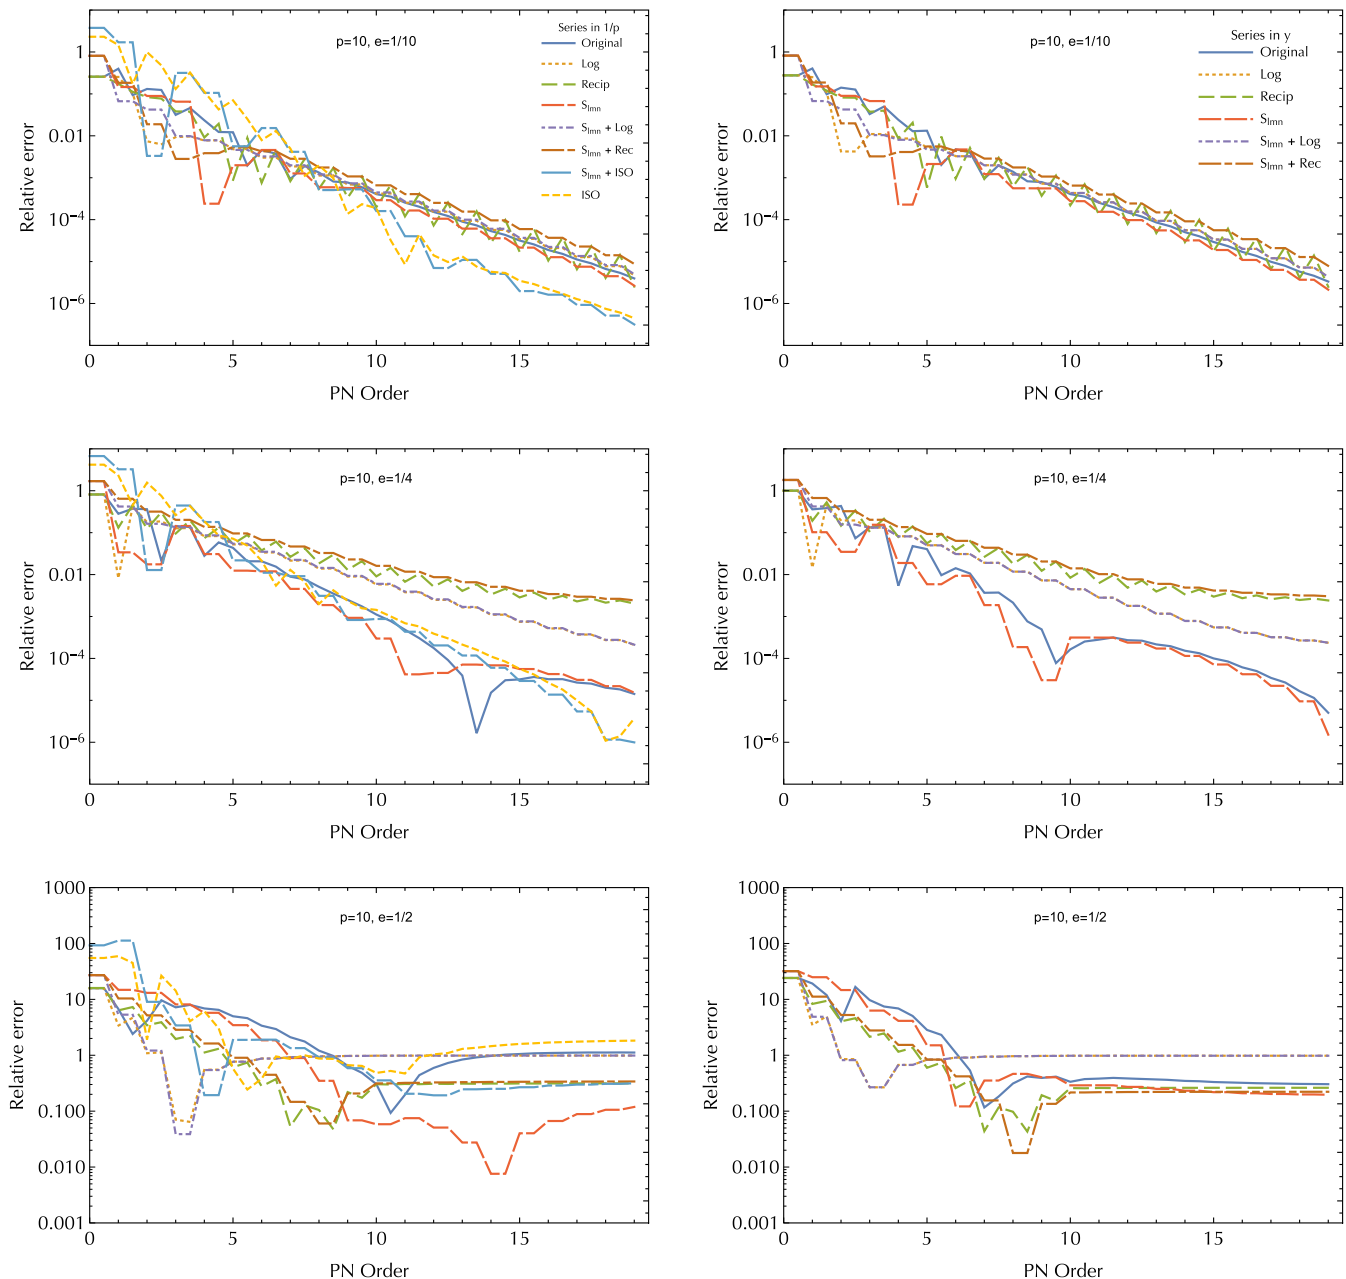 p=10, e=1/10
Series in 1/p
Original
Log
Recip
Slmn
Slmn + Log
Slmn + Rec
Slmn + ISO
ISO
1
0.01
10⁻⁴
10⁻⁶
Relative error
0 5 10 15
PN Order
p=10, e=1/10
Series in y
Original
Log
Recip
Slmn
Slmn + Log
Slmn + Rec
1
0.01
10⁻⁴
10⁻⁶
Relative error
0 5 10 15
PN Order
p=10, e=1/4
1
0.01
10⁻⁴
10⁻⁶
Relative error
0 5 10 15
PN Order
p=10, e=1/4
1
0.01
10⁻⁴
10⁻⁶
Relative error
0 5 10 15
PN Order
p=10, e=1/2
1000
100
10
1
0.100
0.010
0.001
Relative error
0 5 10 15
PN Order
p=10, e=1/2
1000
100
10
1
0.100
0.010
0.001
Relative error
0 5 10 15
PN Order